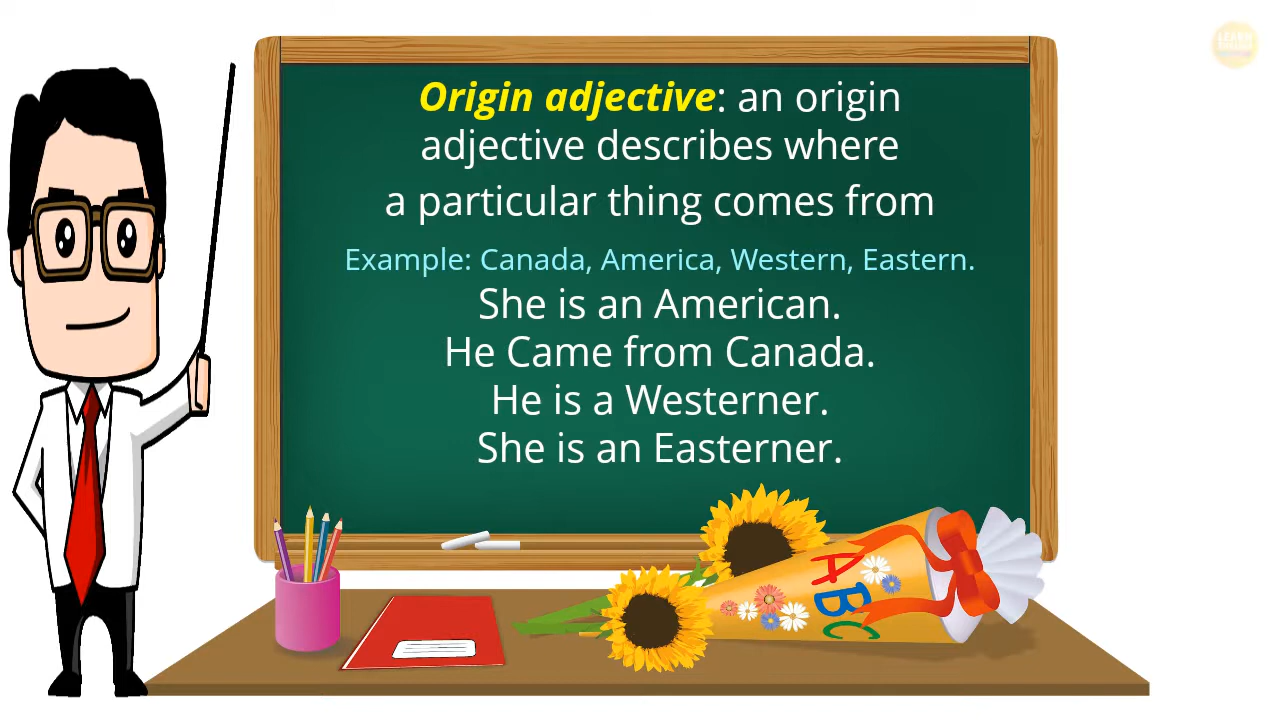 Origin adjective: an origin
adjective describes where
a particular thing comes from
Example: Canada, America, Western, Eastern.
She is an American.
He Came from Canada.
He is a Westerner.
She is an Easterner.
A
B
C
LEARN